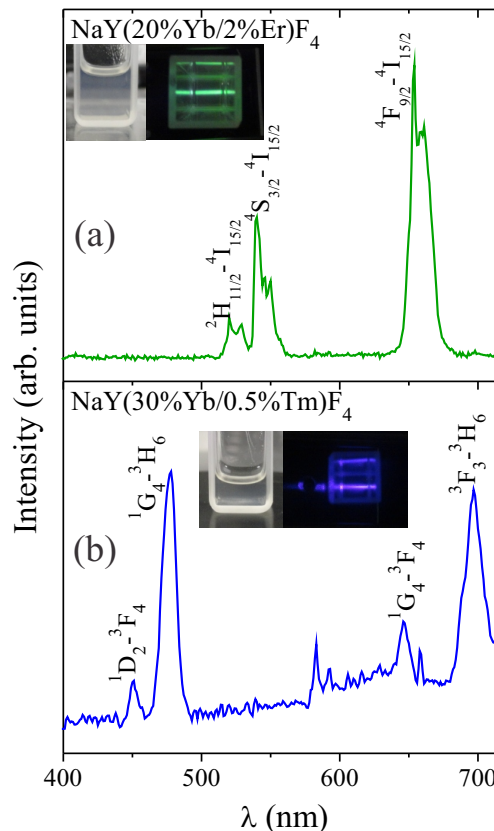 NaY(20%Yb/2%Er)F₄
⁴F₉/₂-⁴I₁₅/₂
⁴S₃/₂-⁴I₁₅/₂
²H₁₁/₂-⁴I₁₅/₂
(a)
NaY(30%Yb/0.5%Tm)F₄
¹G₄-³H₆
³F₃-³H₆
(b)
¹D₂-³F₄
¹G₄-³F₄
Intensity (arb. units)
400 500 600 700
λ (nm)